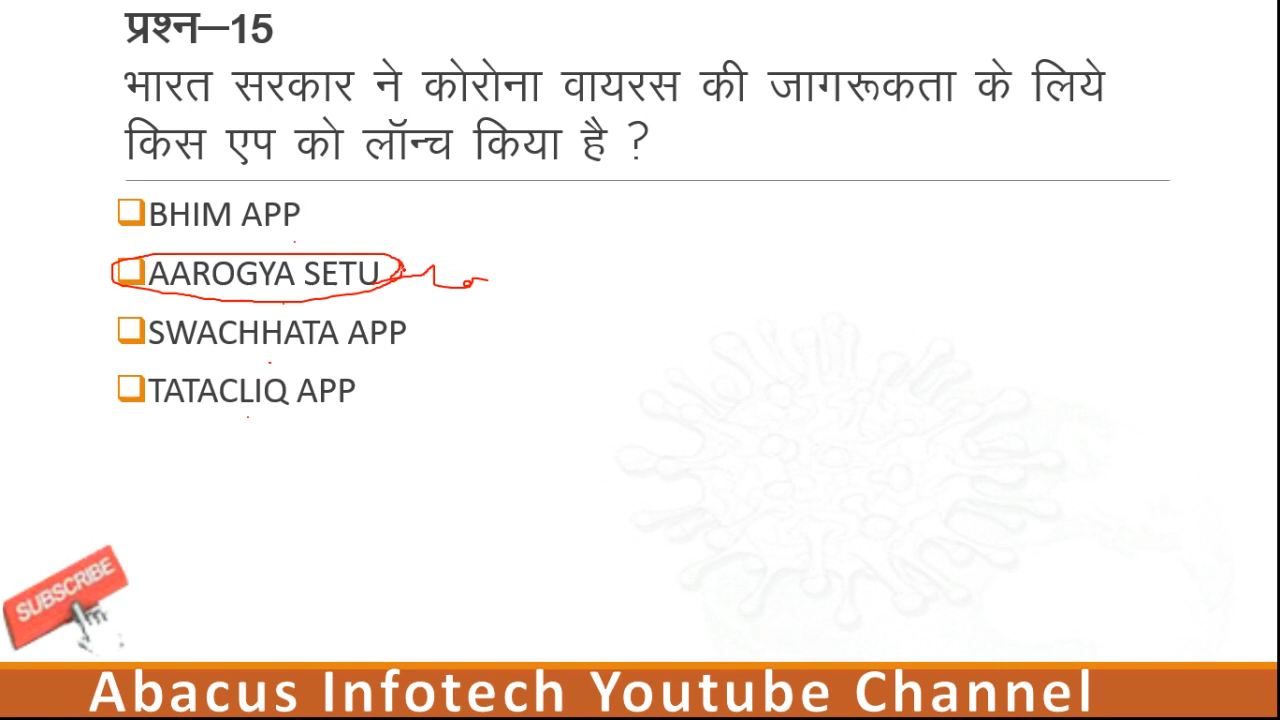 प्रश्न–15
भारत सरकार ने कोरोना वायरस की जागरूकता के लिये
किस एप को लॉन्च किया है ?
BHIM APP
AAROGYA SETU
SWACHHATA APP
TATACLIQ APP
SUBSCRIBE
Abacus Infotech Youtube Channel